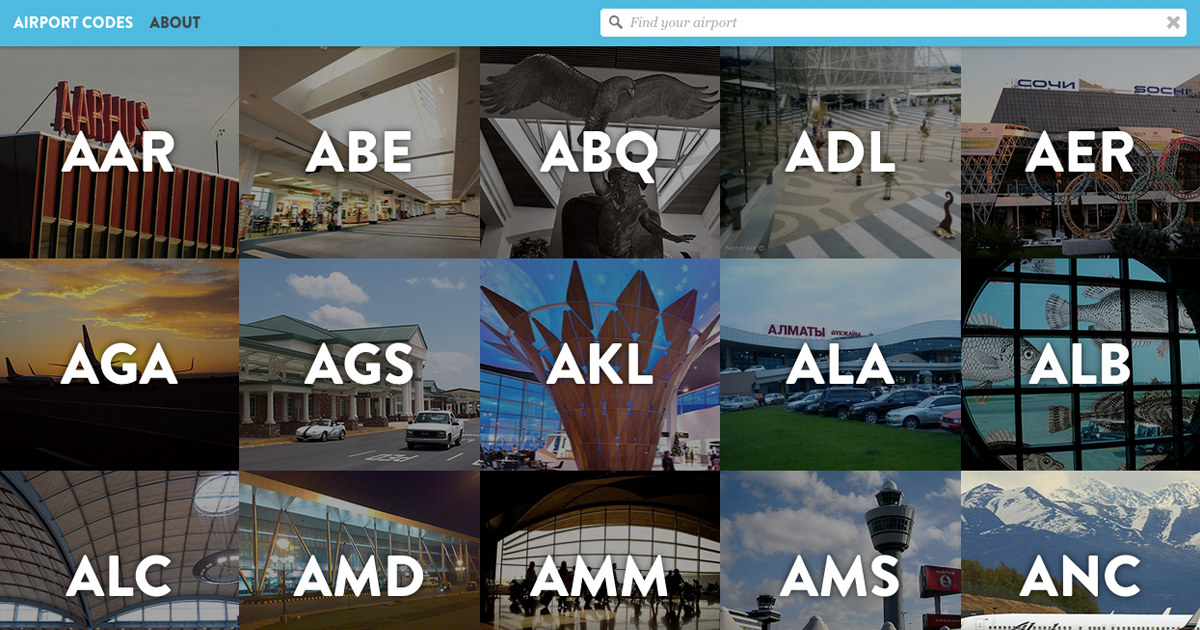 AIRPORT CODES ABOUT
Find your airport
AARHUS
СОЧИ SOCHI
AAR ABE ABQ ADL AER
АЛМАТЫ ӘУЕЖАЙЫ
AGA AGS AKL ALA ALB
ALC AMD AMM AMS ANC